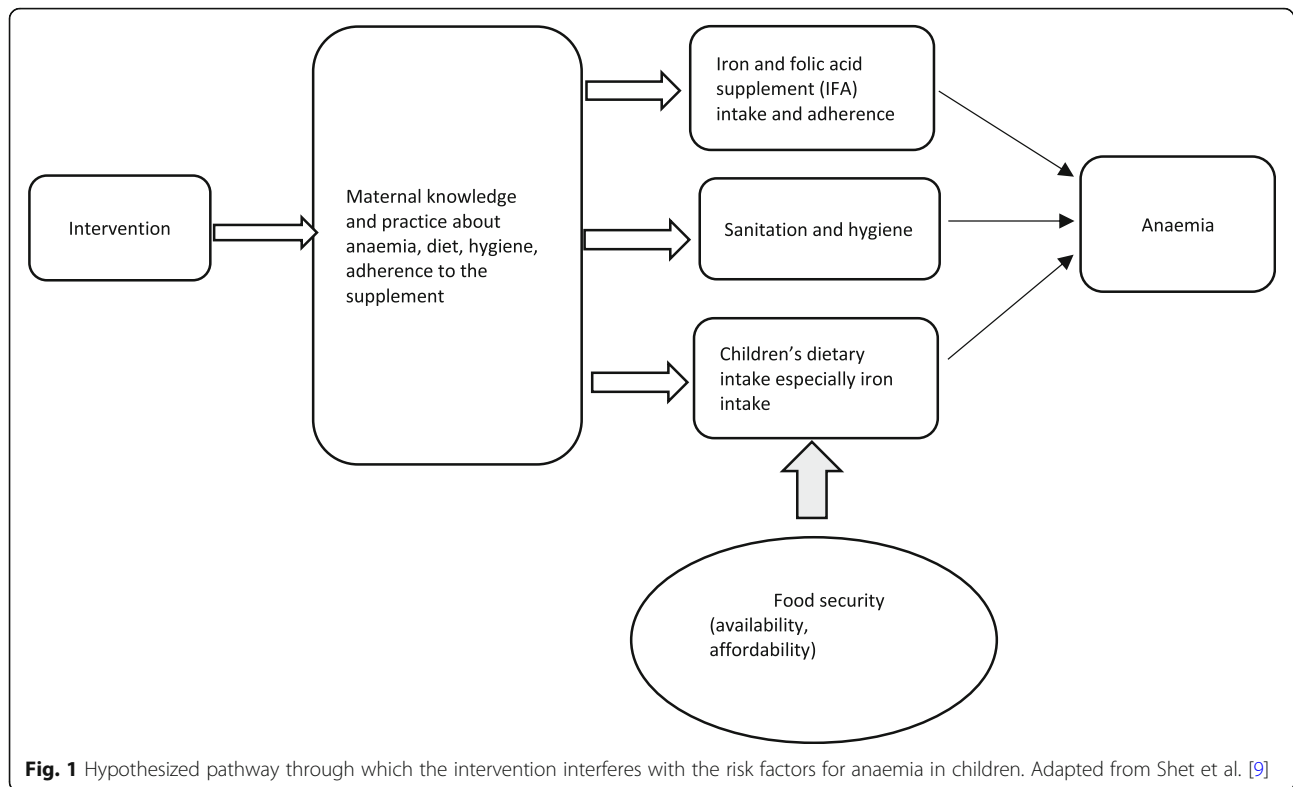 Intervention
Maternal knowledge
and practice about
anaemia, diet, hygiene,
adherence to the
supplement
Iron and folic acid
supplement (IFA)
intake and adherence
Sanitation and hygiene
Children's dietary
intake especially iron
intake
Anaemia
Food security
(availability,
affordability)
Fig. 1 Hypothesized pathway through which the intervention interferes with the risk factors for anaemia in children. Adapted from Shet et al. [9]